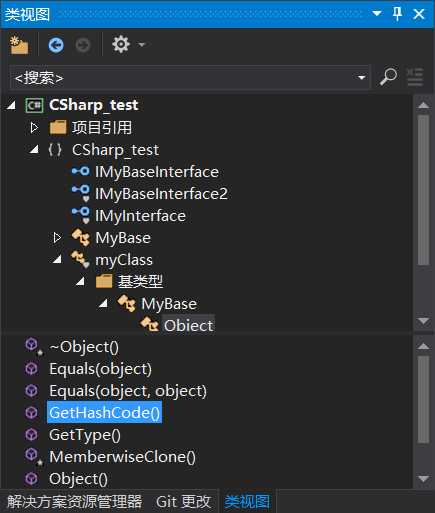 类视图
<搜索>
C# CSharp_test
项目引用
{ } CSharp_test
IMyBaseInterface
IMyBaseInterface2
IMyInterface
MyBase
myClass
基类型
MyBase
Object
~Object()
Equals(object)
Equals(object, object)
GetHashCode()
GetType()
MemberwiseClone()
Object()
解决方案资源管理器 Git 更改 类视图